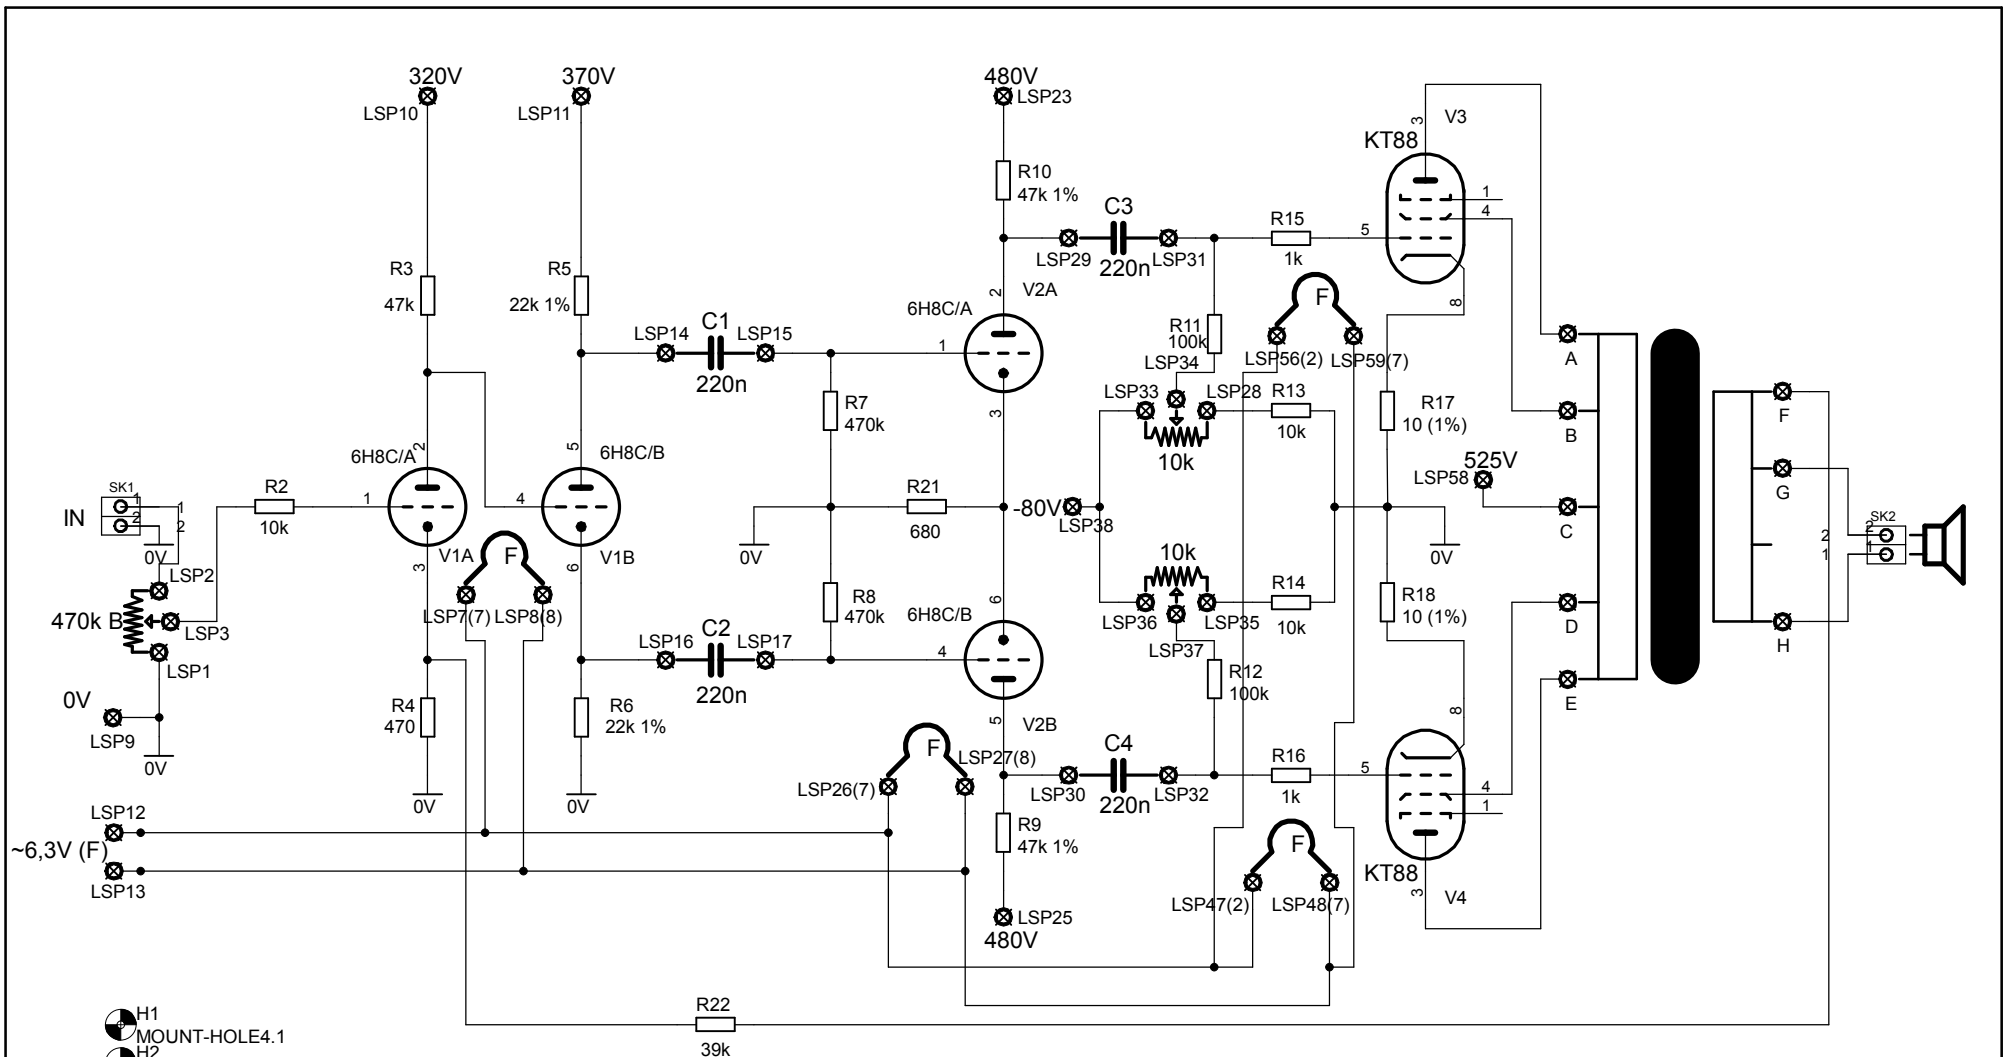 320V
370V
480V
LSP10
LSP11
LSP23
V3
3
KT88
R10
47k 1%
1
4
5
8
C3
LSP29
LSP31
220n
R15
1k
V2A
2
6H8C/A
1
3
R3
47k
R5
22k 1%
LSP14
C1
LSP15
220n
R11
100k
LSP34
F
LSP56(2)
LSP59(7)
LSP33
LSP28
10k
R13
10k
R17
10 (1%)
A
B
525V
LSP58
C
D
E
F
G
H
R7
470k
6H8C/A
2
1
3
V1A
6H8C/B
5
4
6
V1B
SK1
1
2
1
2
IN
0V
R2
10k
R21
680
0V
-80V
LSP38
0V
SK2
2
1
2
1
LSP2
470k B
LSP3
LSP1
F
LSP7(7)
LSP8(8)
R8
470k
6H8C/B
6
4
5
V2B
10k
LSP36
LSP35
LSP37
R14
10k
R18
10 (1%)
R12
100k
LSP16
C2
LSP17
220n
0V
LSP9
0V
R4
470
0V
R6
22k 1%
0V
F
LSP26(7)
LSP27(8)
C4
LSP30
LSP32
220n
R16
1k
8
5
4
1
KT88
3
V4
R9
47k 1%
F
LSP47(2)
LSP48(7)
LSP25
480V
LSP12
~6,3V (F)
LSP13
H1
MOUNT-HOLE4.1
H2
R22
39k